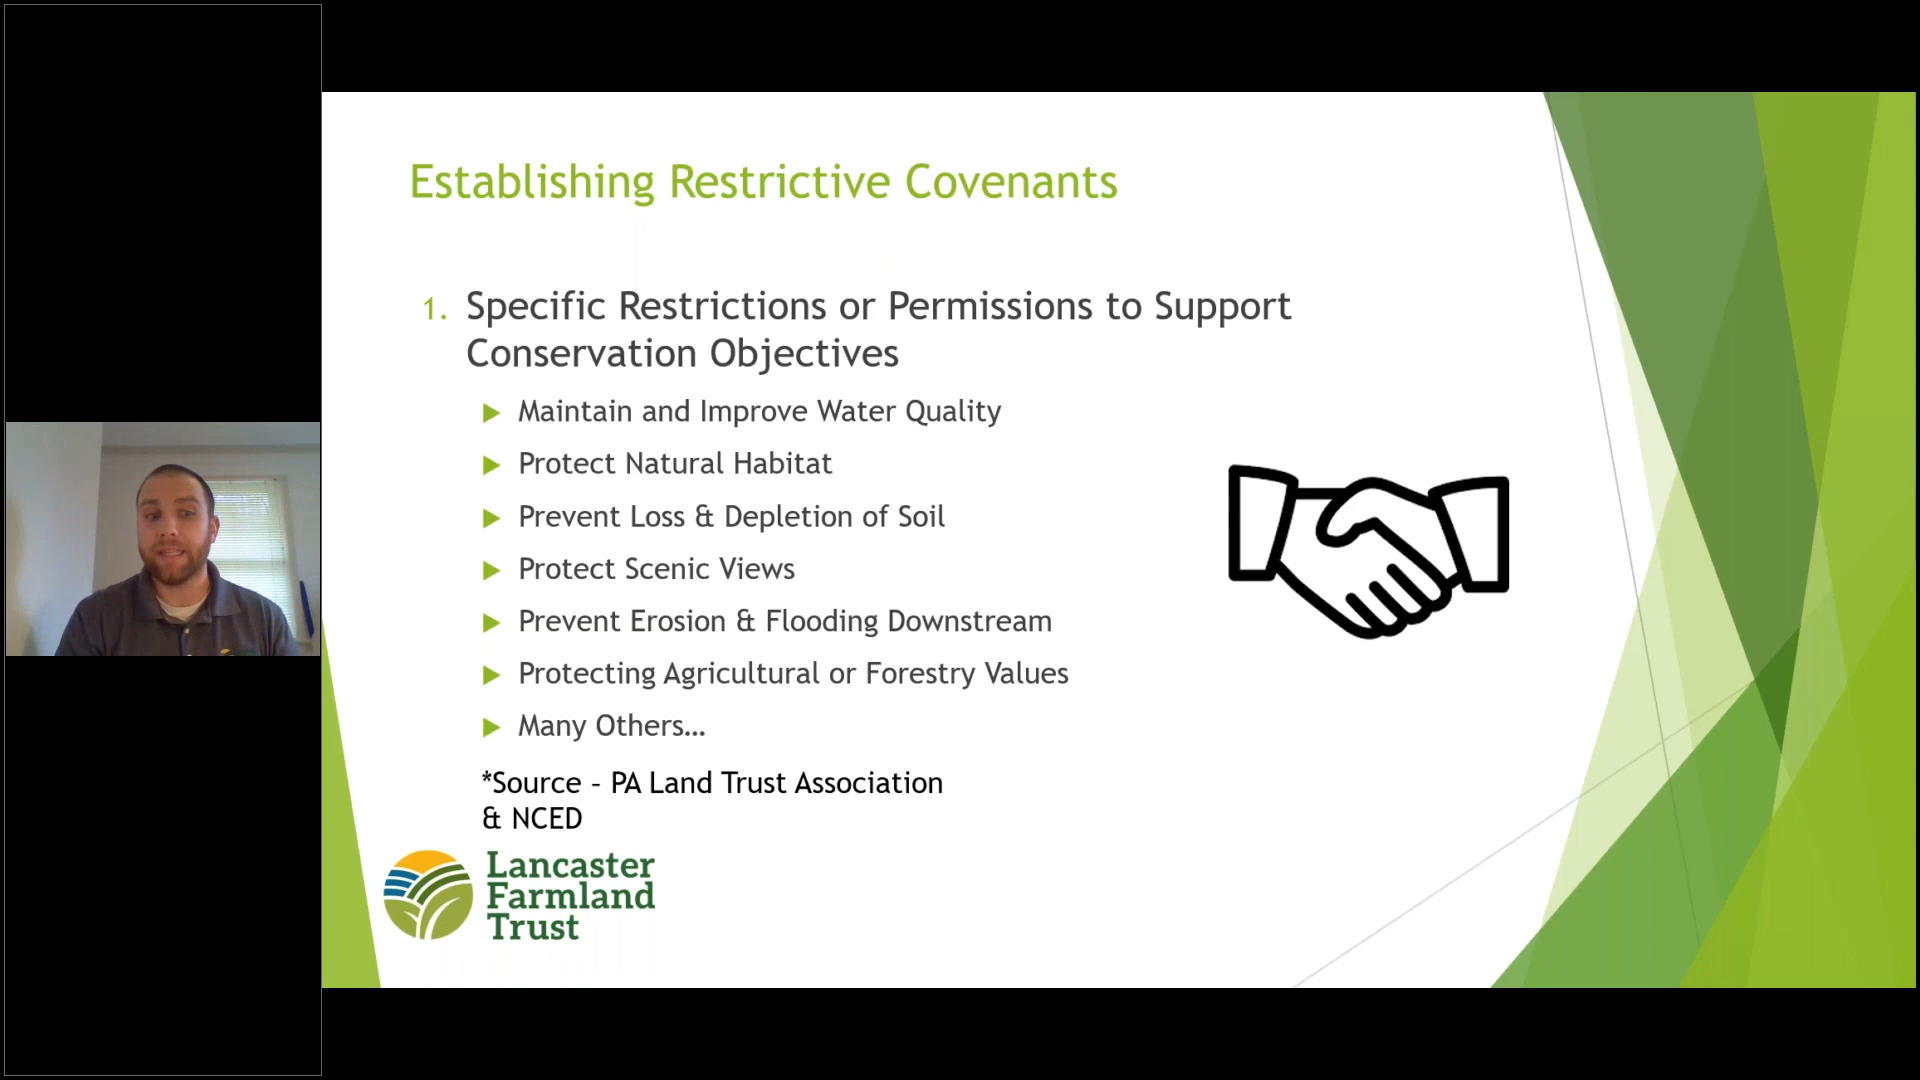 Establishing Restrictive Covenants
1. Specific Restrictions or Permissions to Support
Conservation Objectives
Maintain and Improve Water Quality
Protect Natural Habitat
Prevent Loss & Depletion of Soil
Protect Scenic Views
Prevent Erosion & Flooding Downstream
Protecting Agricultural or Forestry Values
Many Others…
*Source – PA Land Trust Association
& NCED
Lancaster
Farmland
Trust